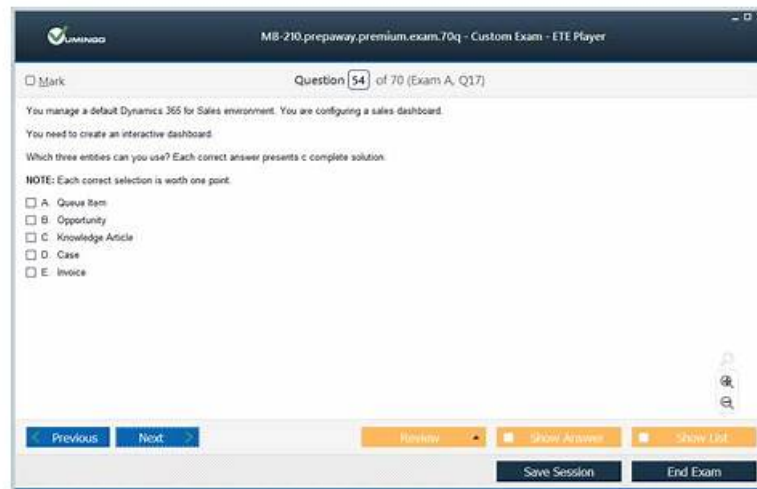 VUMINGO
MB-210.prepaway.premium.exam.70q - Custom Exam - ETE Player
Mark
Question 54 of 70 (Exam A, Q17)
You manage a default Dynamics 365 for Sales environment. You are configuring a sales dashboard.
You need to create an interactive dashboard.
Which three entities can you use? Each correct answer presents c complete solution.
NOTE: Each correct selection is worth one point.
A. Queue Item
B. Opportunity
C. Knowledge Article
D. Case
E. Invoice
Previous
Next
Review
Show Answer
Show List
Save Session
End Exam